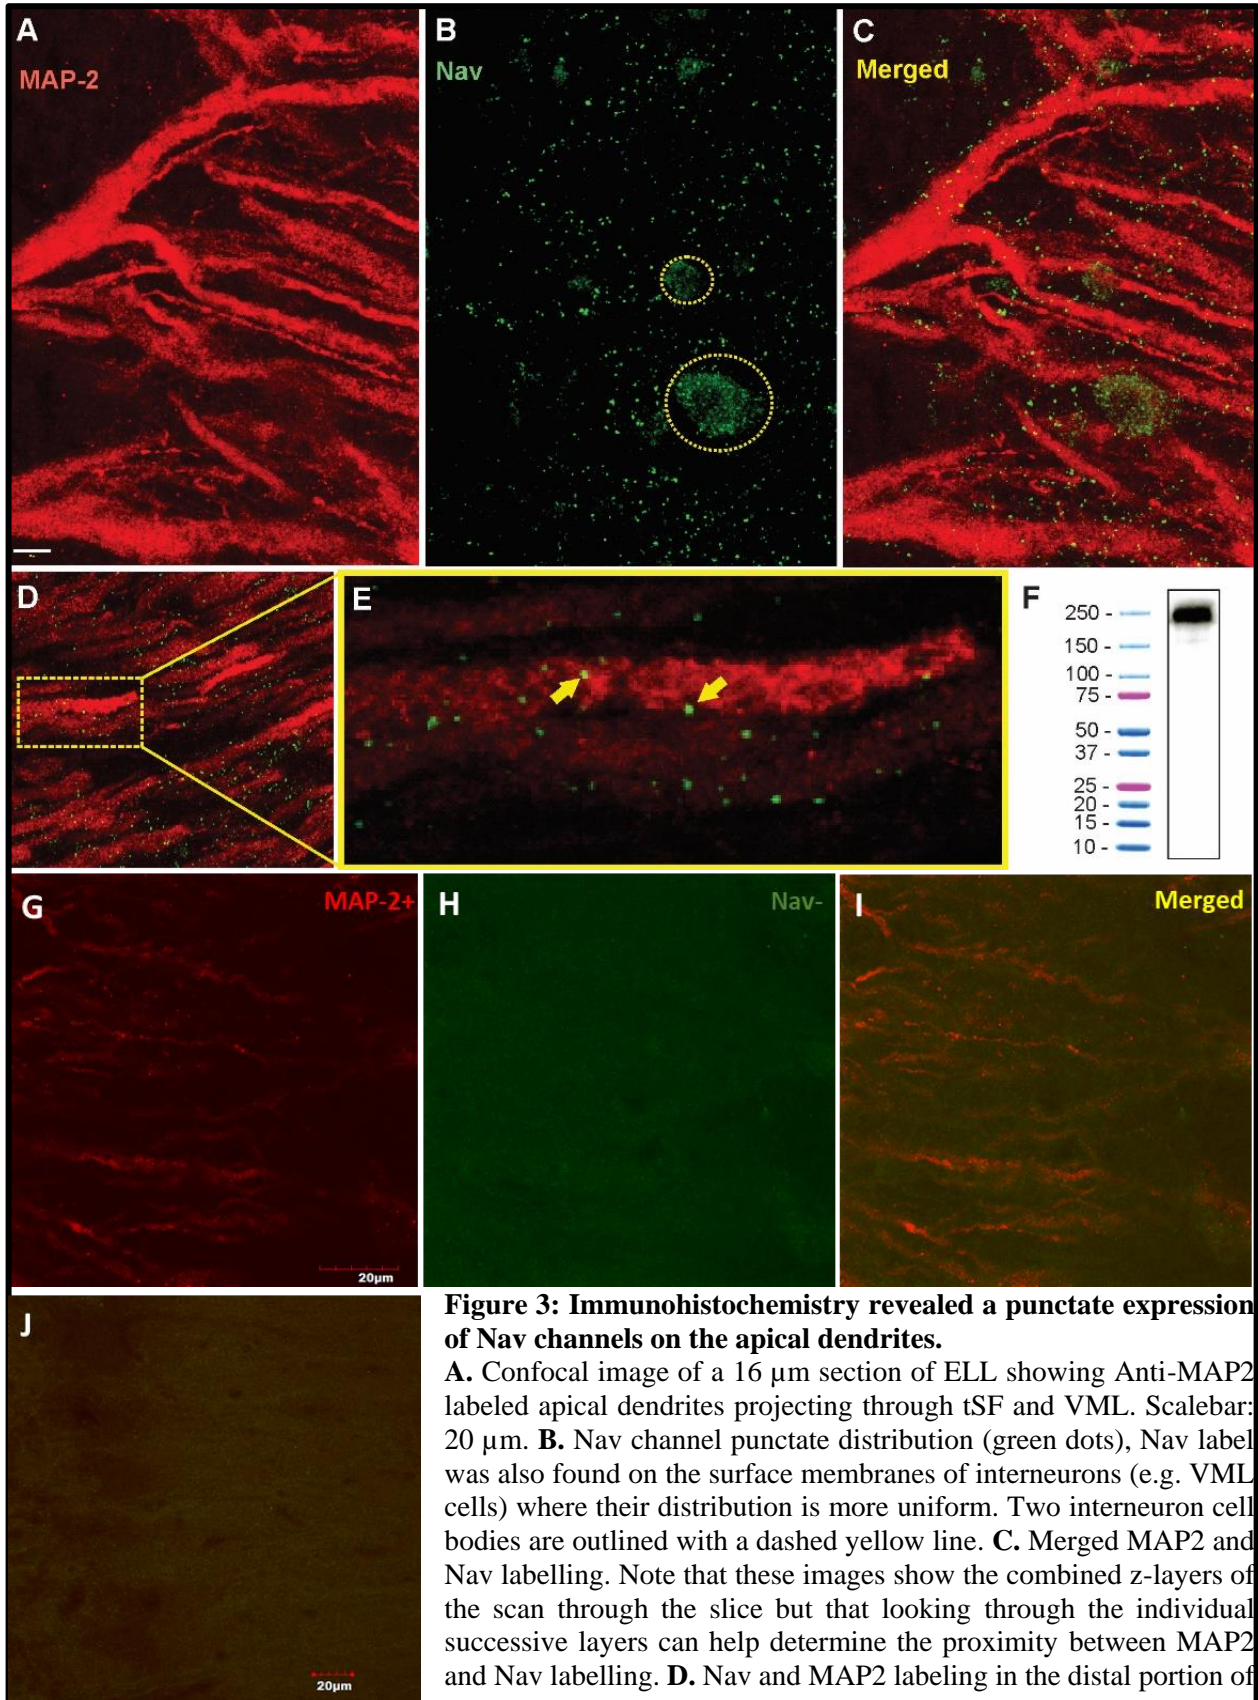 A
MAP-2
B
Nav
C
Merged
D
E
F
250 -
150 -
100 -
75 -
50 -
37 -
25 -
20 -
15 -
10 -
G
MAP-2+
20µm
H
Nav-
I
Merged
J
20µm
Figure 3: Immunohistochemistry revealed a punctate expression
of Nav channels on the apical dendrites.
A. Confocal image of a 16 µm section of ELL showing Anti-MAP2
labeled apical dendrites projecting through tSF and VML. Scalebar:
20 µm. B. Nav channel punctate distribution (green dots), Nav label
was also found on the surface membranes of interneurons (e.g. VML
cells) where their distribution is more uniform. Two interneuron cell
bodies are outlined with a dashed yellow line. C. Merged MAP2 and
Nav labelling. Note that these images show the combined z-layers of
the scan through the slice but that looking through the individual
successive layers can help determine the proximity between MAP2
and Nav labelling. D. Nav and MAP2 labeling in the distal portion of